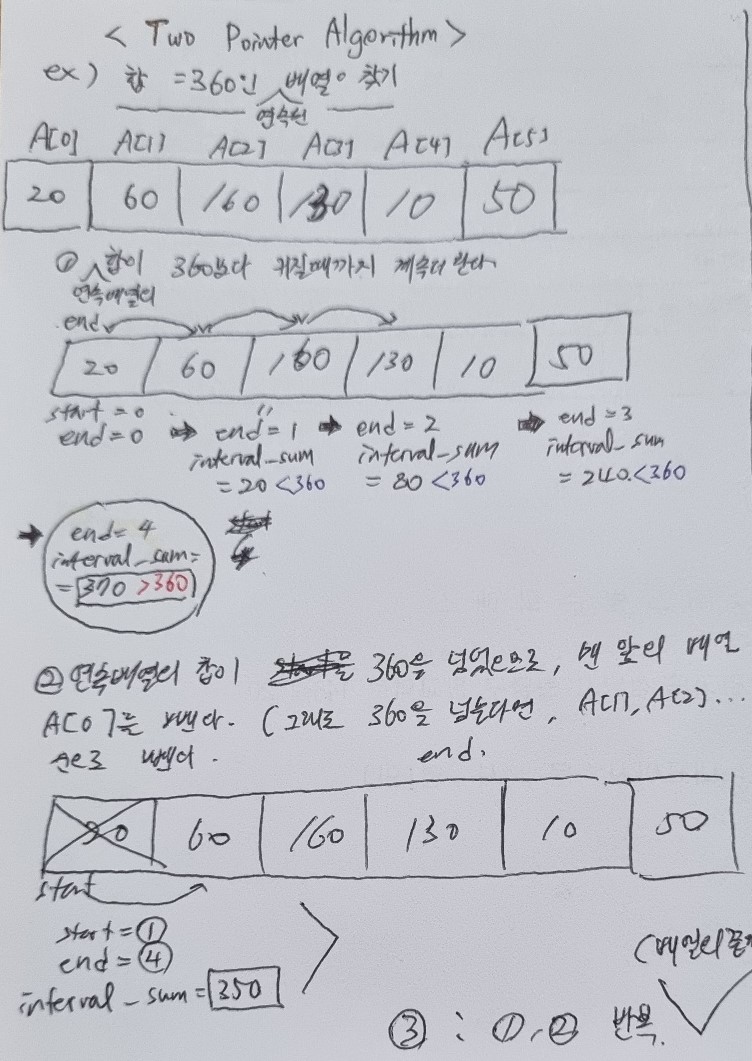 < Two Pointer Algorithm >
ex) 합 =360인 배열 찾기
연속된
A[0] A[1] A[2] A[3] A[4] A[5]
20 60 160 130 10 50
① 합이 360보다 커질때까지 계속더한다
연속배열의
end
20 60 160 130 10 50
start = 0
end = 0 → end = 1 → end = 2 → end = 3
interval_sum interval_sum interval_sum
= 20 <360 = 80 <360 = 240.<360
→ end = 4
interval_sum =
= 370 >360
② 연속배열의 합이 360을 넘었으므로, 맨 앞의 배열
A[0]을 뺀다. (그래도 360을 넘는다면, A[1], A[2]...
순으로 뺀다.
end.
20 60 160 130 10 50
start
start = ①
end = ④
interval_sum = 350
(배열의 끝
③ : ①, ② 반복.